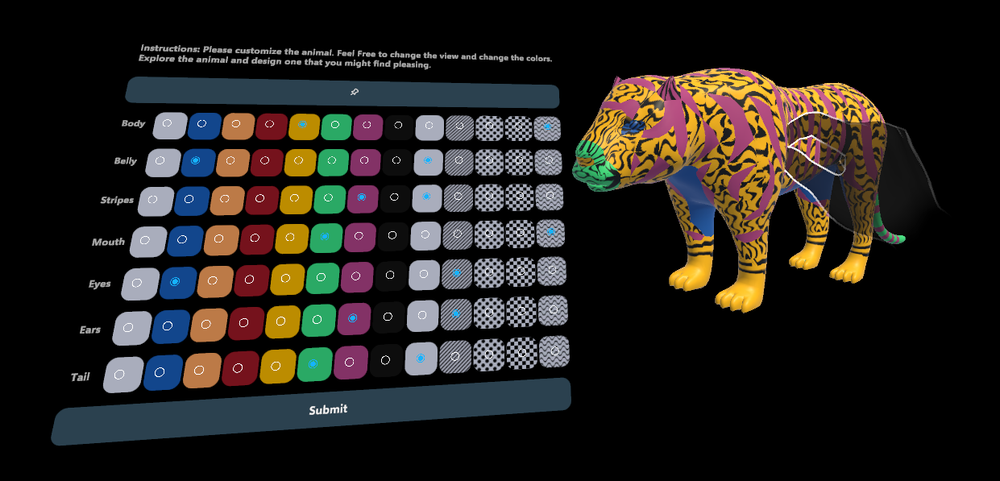 Instructions: Please customize the animal. Feel Free to change the view and change the colors.
Explore the animal and design one that you might find pleasing.
Body
Belly
Stripes
Mouth
Eyes
Ears
Tail
Submit